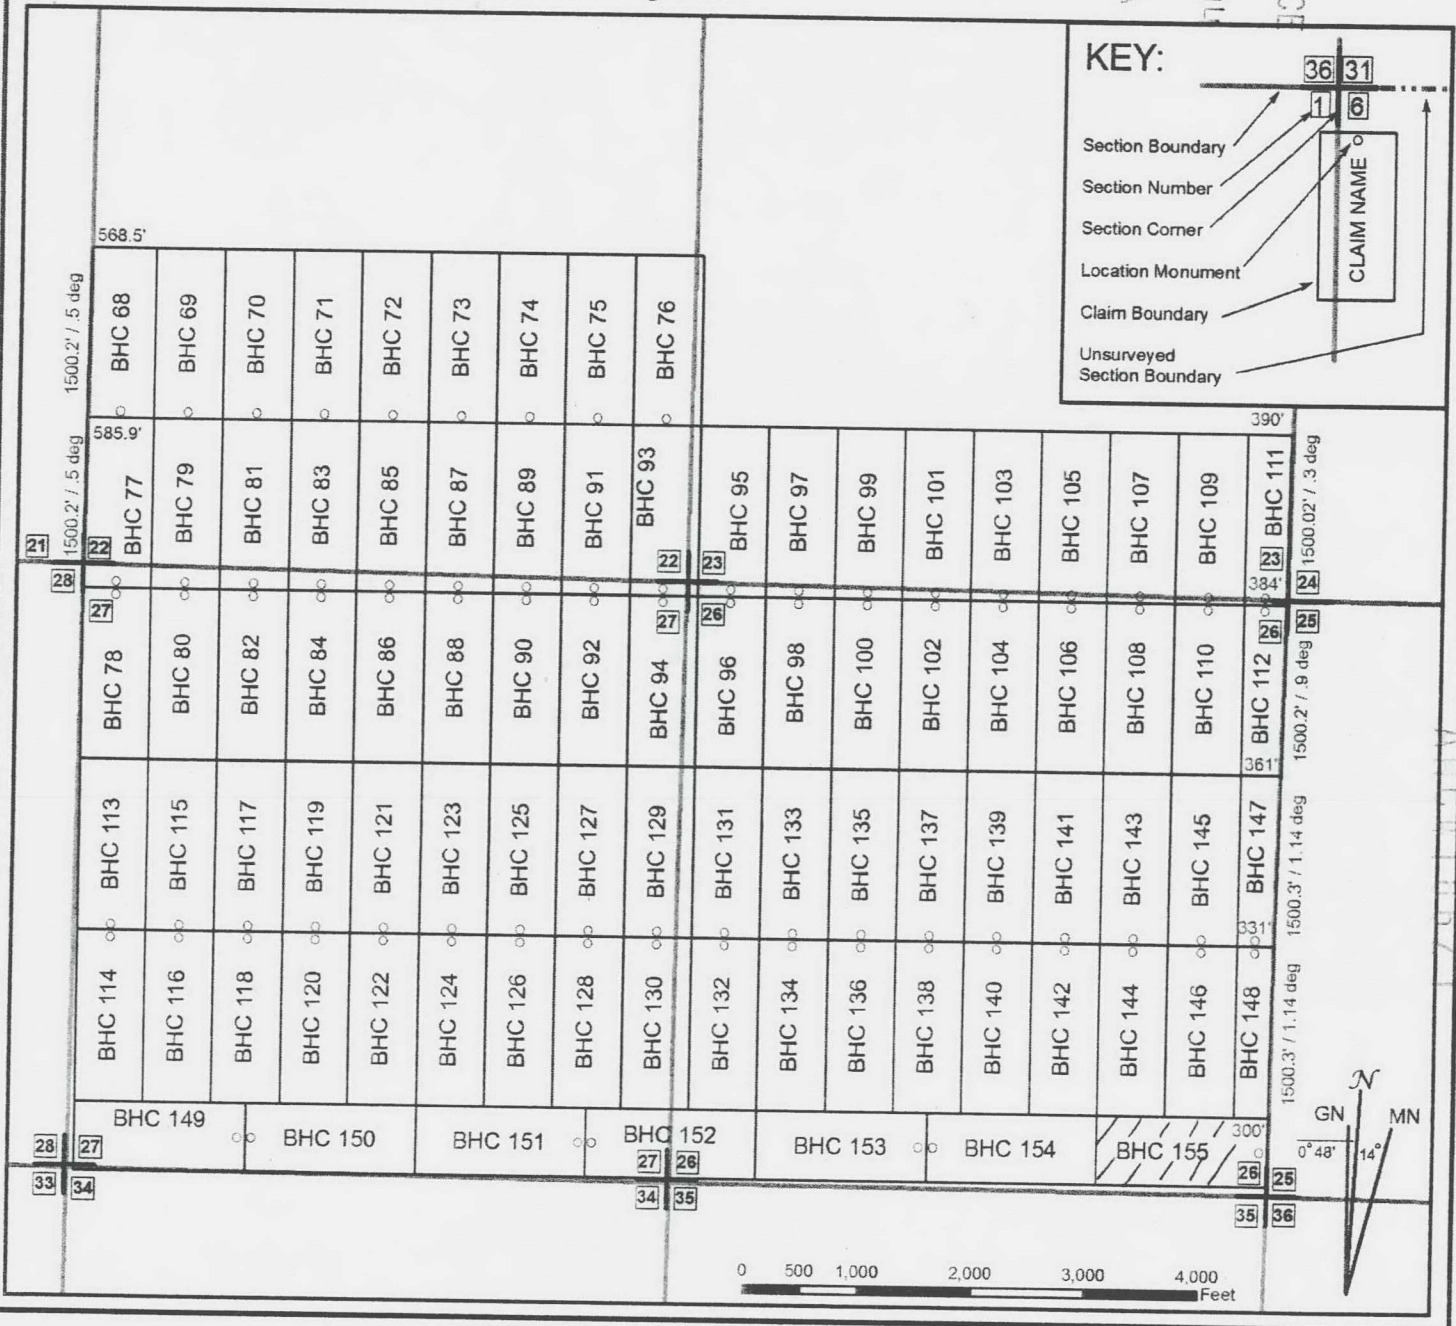 KEY:
36 31
1 6
Section Boundary
Section Number
Section Corner
Location Monument
Claim Boundary
Unsurveyed
Section Boundary
CLAIM NAME
568.5'
1500.2' / .5 deg
BHC 68
BHC 69
BHC 70
BHC 71
BHC 72
BHC 73
BHC 74
BHC 75
BHC 76
585.9'
390'
1500.2' / .5 deg
BHC 77
BHC 79
BHC 81
BHC 83
BHC 85
BHC 87
BHC 89
BHC 91
BHC 93
BHC 95
BHC 97
BHC 99
BHC 101
BHC 103
BHC 105
BHC 107
BHC 109
BHC 111
1500.02' / .3 deg
21 22
28 27
22 23
27 26
23 24
26 25
384'
BHC 78
BHC 80
BHC 82
BHC 84
BHC 86
BHC 88
BHC 90
BHC 92
BHC 94
BHC 96
BHC 98
BHC 100
BHC 102
BHC 104
BHC 106
BHC 108
BHC 110
BHC 112
1500.2' / .9 deg
361'
BHC 113
BHC 115
BHC 117
BHC 119
BHC 121
BHC 123
BHC 125
BHC 127
BHC 129
BHC 131
BHC 133
BHC 135
BHC 137
BHC 139
BHC 141
BHC 143
BHC 145
BHC 147
1500.3' / 1.14 deg
331'
BHC 114
BHC 116
BHC 118
BHC 120
BHC 122
BHC 124
BHC 126
BHC 128
BHC 130
BHC 132
BHC 134
BHC 136
BHC 138
BHC 140
BHC 142
BHC 144
BHC 146
BHC 148
1500.3' / 1.14 deg
BHC 149
BHC 150
BHC 151
BHC 152
BHC 153
BHC 154
BHC 155
300'
28 27
33 34
27 26
34 35
26 25
35 36
N
GN
MN
0° 48'
14°
0 500 1,000 2,000 3,000 4,000
Feet